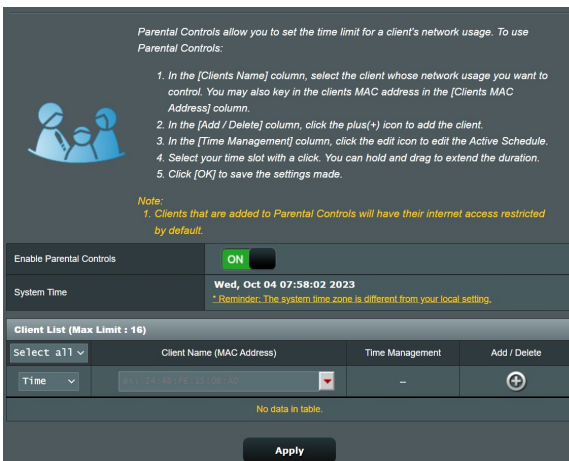 Parental Controls allow you to set the time limit for a client's network usage. To use
Parental Controls:
1. In the [Clients Name] column, select the client whose network usage you want to
control. You may also key in the clients MAC address in the [Clients MAC
Address] column.
2. In the [Add / Delete] column, click the plus(+) icon to add the client.
3. In the [Time Management] column, click the edit icon to edit the Active Schedule.
4. Select your time slot with a click. You can hold and drag to extend the duration.
5. Click [OK] to save the settings made.
Note:
1. Clients that are added to Parental Controls will have their internet access restricted
by default.
Enable Parental Controls ON
System Time Wed, Oct 04 07:58:02 2023
* Reminder: The system time zone is different from your local setting.
Client List (Max Limit : 16)
Select all Client Name (MAC Address) Time Management Add / Delete
Time --
No data in table.
Apply